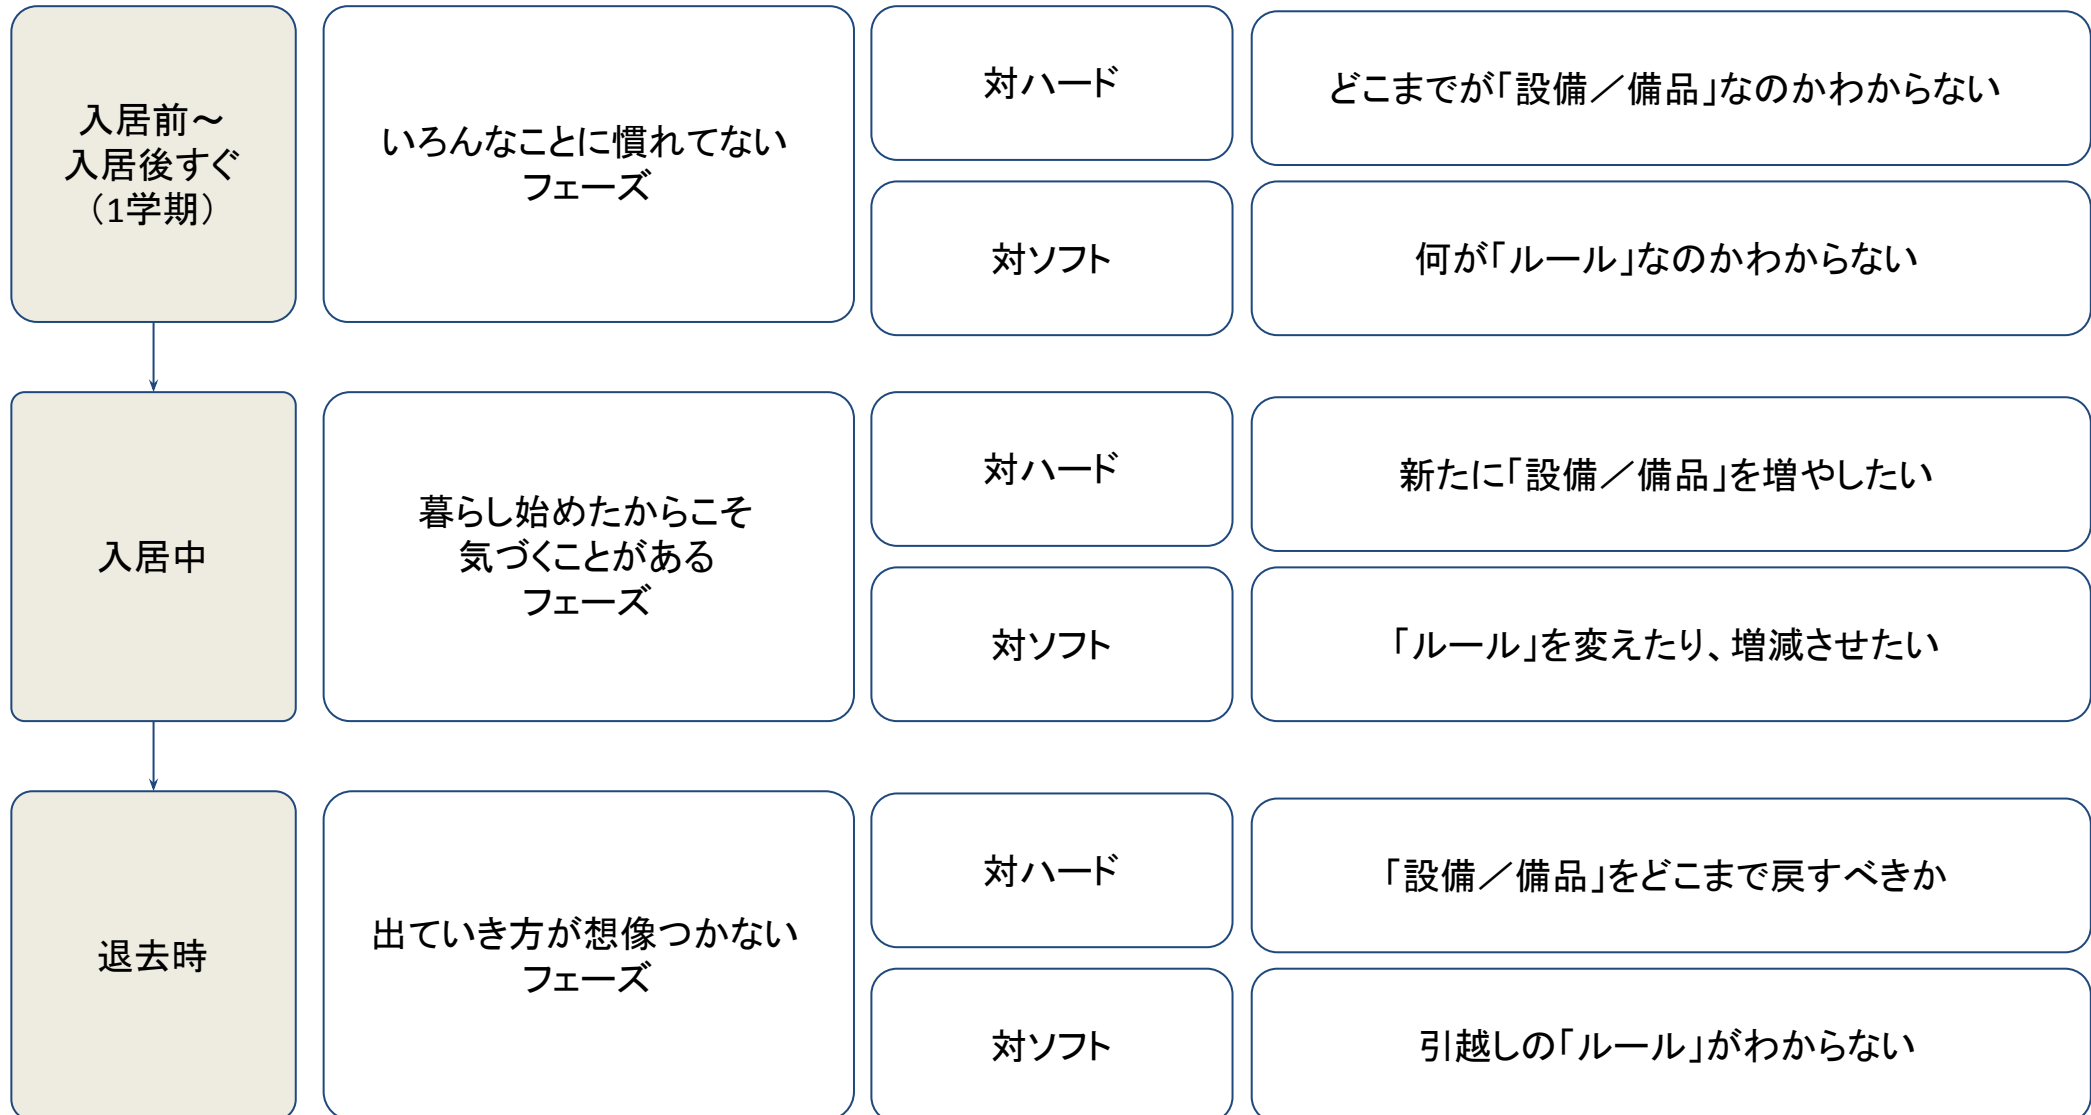 入居前～
入居後すぐ
（1学期）
いろんなことに慣れてない
フェーズ
対ハード
どこまでが「設備／備品」なのかわからない
対ソフト
何が「ルール」なのかわからない
入居中
暮らし始めたからこそ
気づくことがある
フェーズ
対ハード
新たに「設備／備品」を増やしたい
対ソフト
「ルール」を変えたり、増減させたい
退去時
出ていき方が想像つかない
フェーズ
対ハード
「設備／備品」をどこまで戻すべきか
対ソフト
引越しの「ルール」がわからない